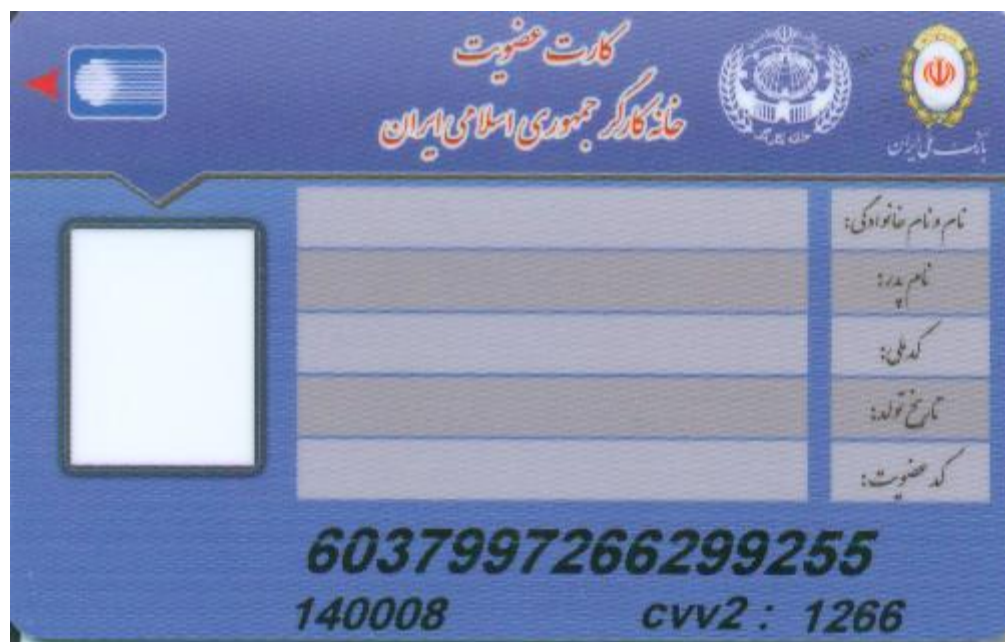 کارت عضویت
خانه کارگر جمهوری اسلامی ایران
بانک ملی ایران
نام و نام خانوادگی:
نام پدر:
کد ملی:
تاریخ تولد:
کد عضویت:
6037997266299255
140008 cvv2 : 1266